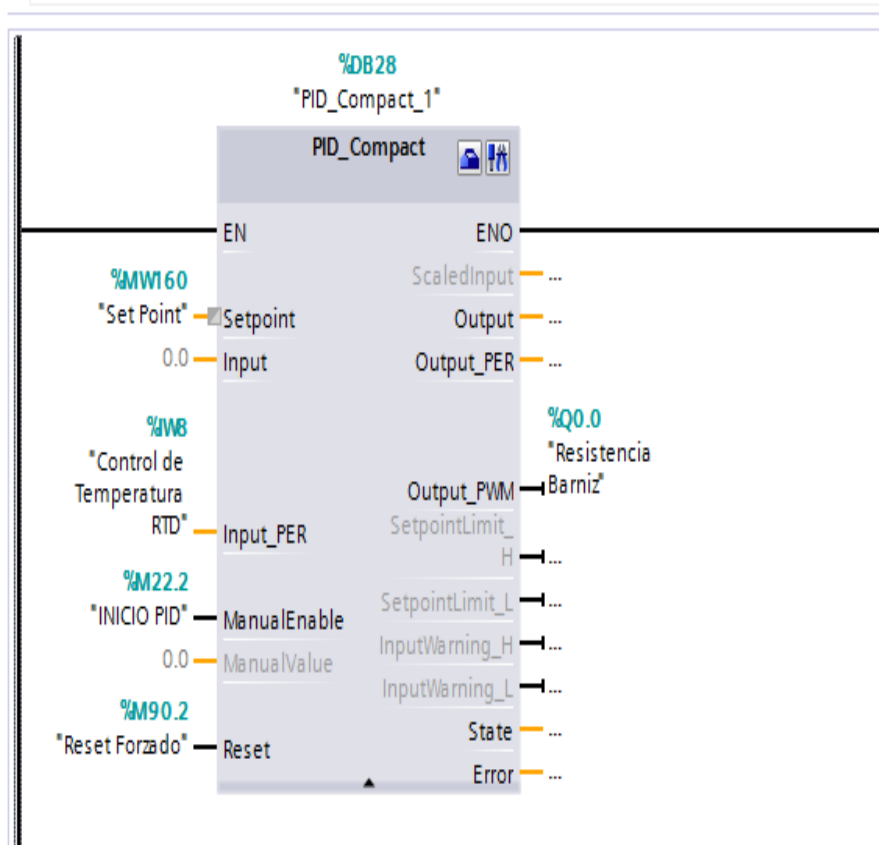 %DB28
"PID_Compact_1"
PID_Compact
EN ENO
ScaledInput ...
%MW160
"Set Point" Setpoint Output ...
0.0 Input Output_PER ...
%IW8
"Control de
Temperatura
RTD" Input_PER
%Q0.0
"Resistencia
Barniz"
Output_PWM
SetpointLimit_
H ...
%M22.2
"INICIO PID" ManualEnable
SetpointLimit_L ...
InputWarning_H ...
0.0 ManualValue
InputWarning_L ...
%M90.2
"Reset Forzado" Reset
State ...
Error ...